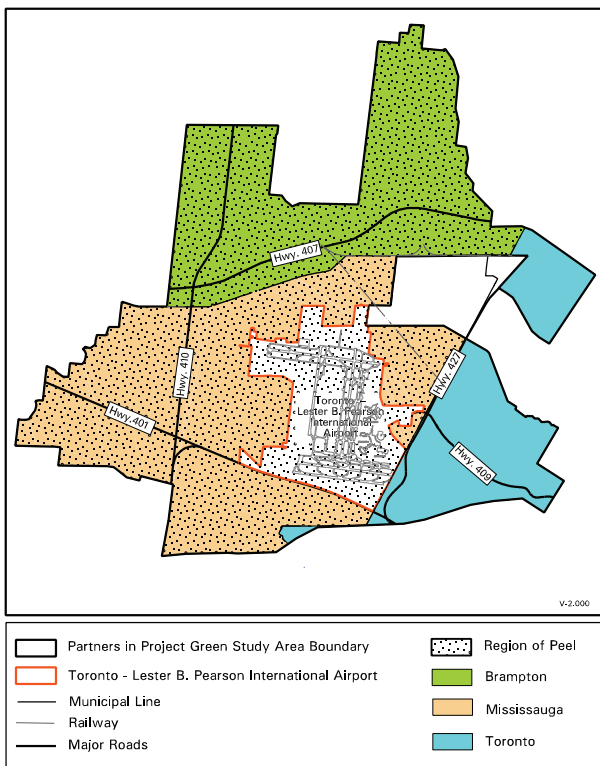 Hwy. 407
Hwy. 410
Hwy. 427
Hwy. 401
Toronto -
Lester B. Pearson
International
Airport
Hwy. 409
V-2.000
Partners in Project Green Study Area Boundary
Toronto - Lester B. Pearson International Airport
Municipal Line
Railway
Major Roads
Region of Peel
Brampton
Mississauga
Toronto